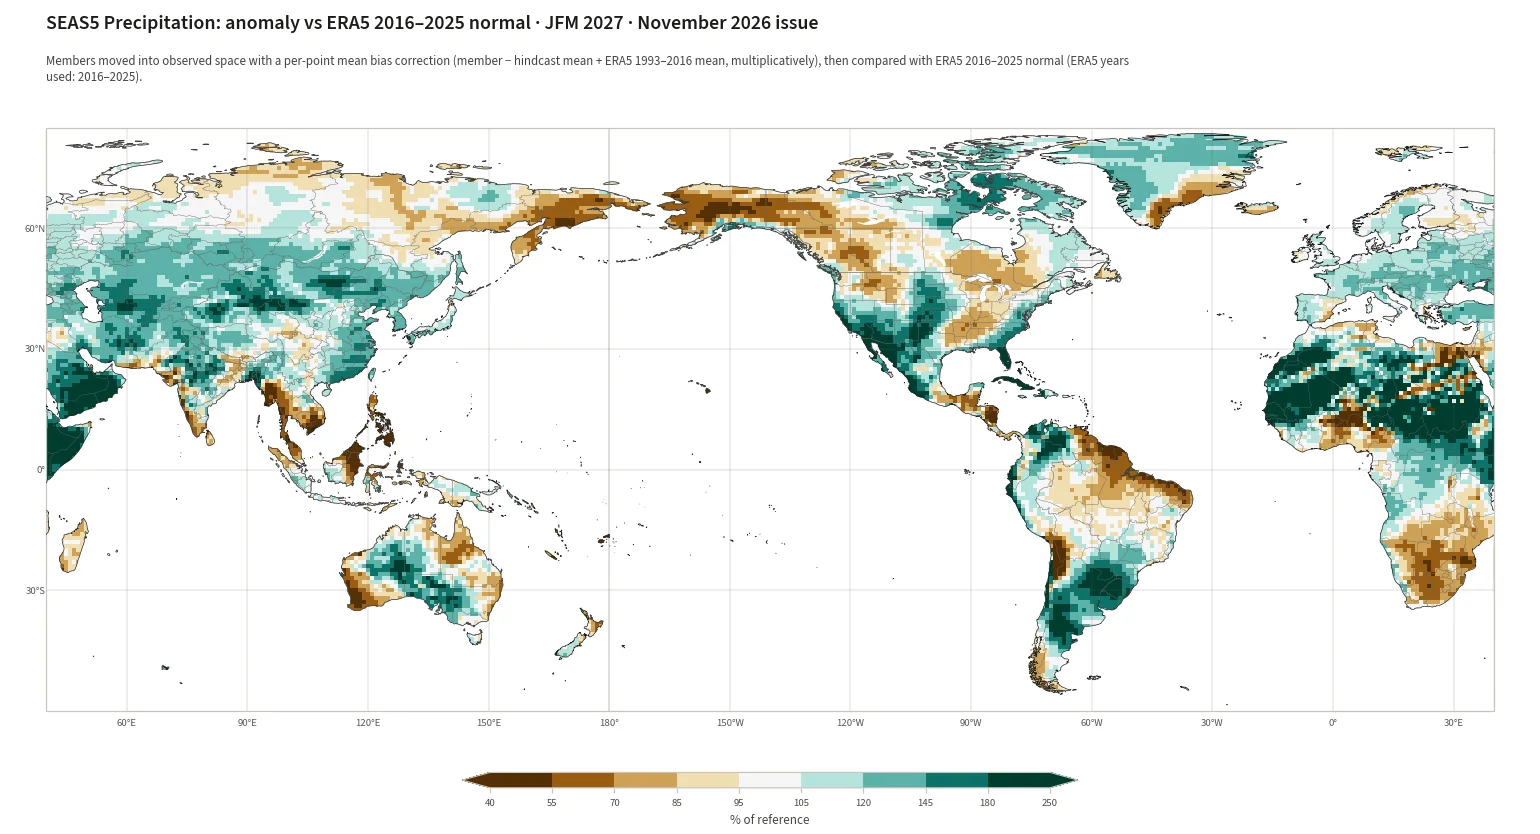 SEAS5 Precipitation: anomaly vs ERA5 2016–2025 normal · JFM 2027 · November 2026 issue
Members moved into observed space with a per-point mean bias correction (member − hindcast mean + ERA5 1993–2016 mean, multiplicatively), then compared with ERA5 2016–2025 normal (ERA5 years
used: 2016–2025).
60°N
30°N
0°
30°S
60°E 90°E 120°E 150°E 180° 150°W 120°W 90°W 60°W 30°W 0° 30°E
40 55 70 85 95 105 120 145 180 250
% of reference